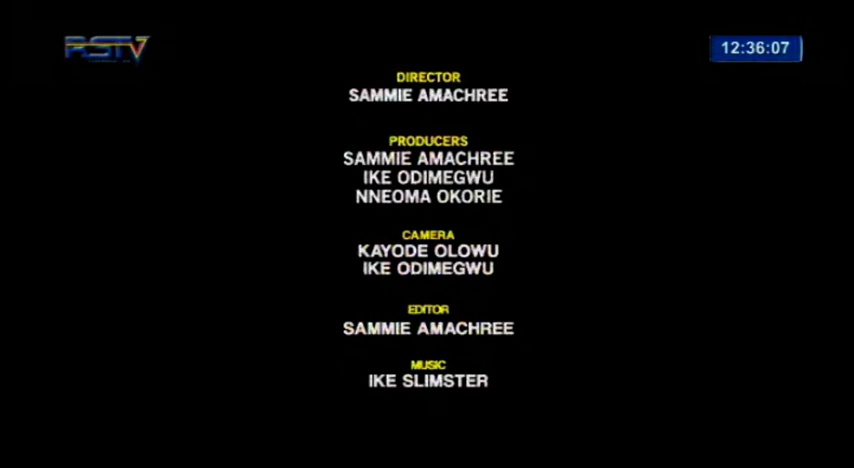 RSTV
12:36:07
DIRECTOR
SAMMIE AMACHREE
PRODUCERS
SAMMIE AMACHREE
IKE ODIMEGWU
NNEOMA OKORIE
CAMERA
KAYODE OLOWU
IKE ODIMEGWU
EDITOR
SAMMIE AMACHREE
MUSIC
IKE SLIMSTER